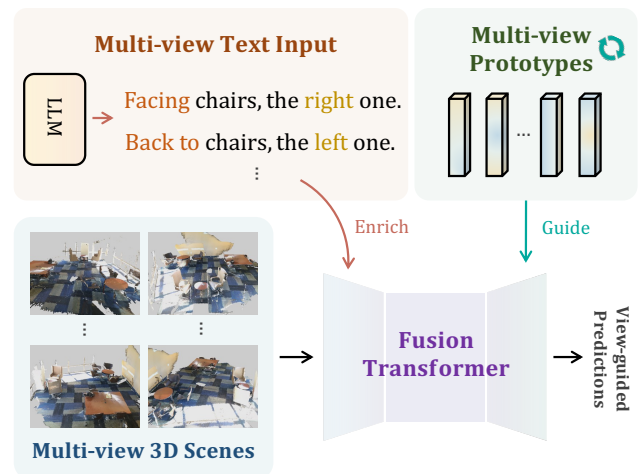 Multi-view Text Input
LLM
Facing chairs, the right one.
Back to chairs, the left one.
⋮
Multi-view
Prototypes
...
Enrich
Guide
⋮
⋮
Multi-view 3D Scenes
Fusion
Transformer
View-guided
Predictions